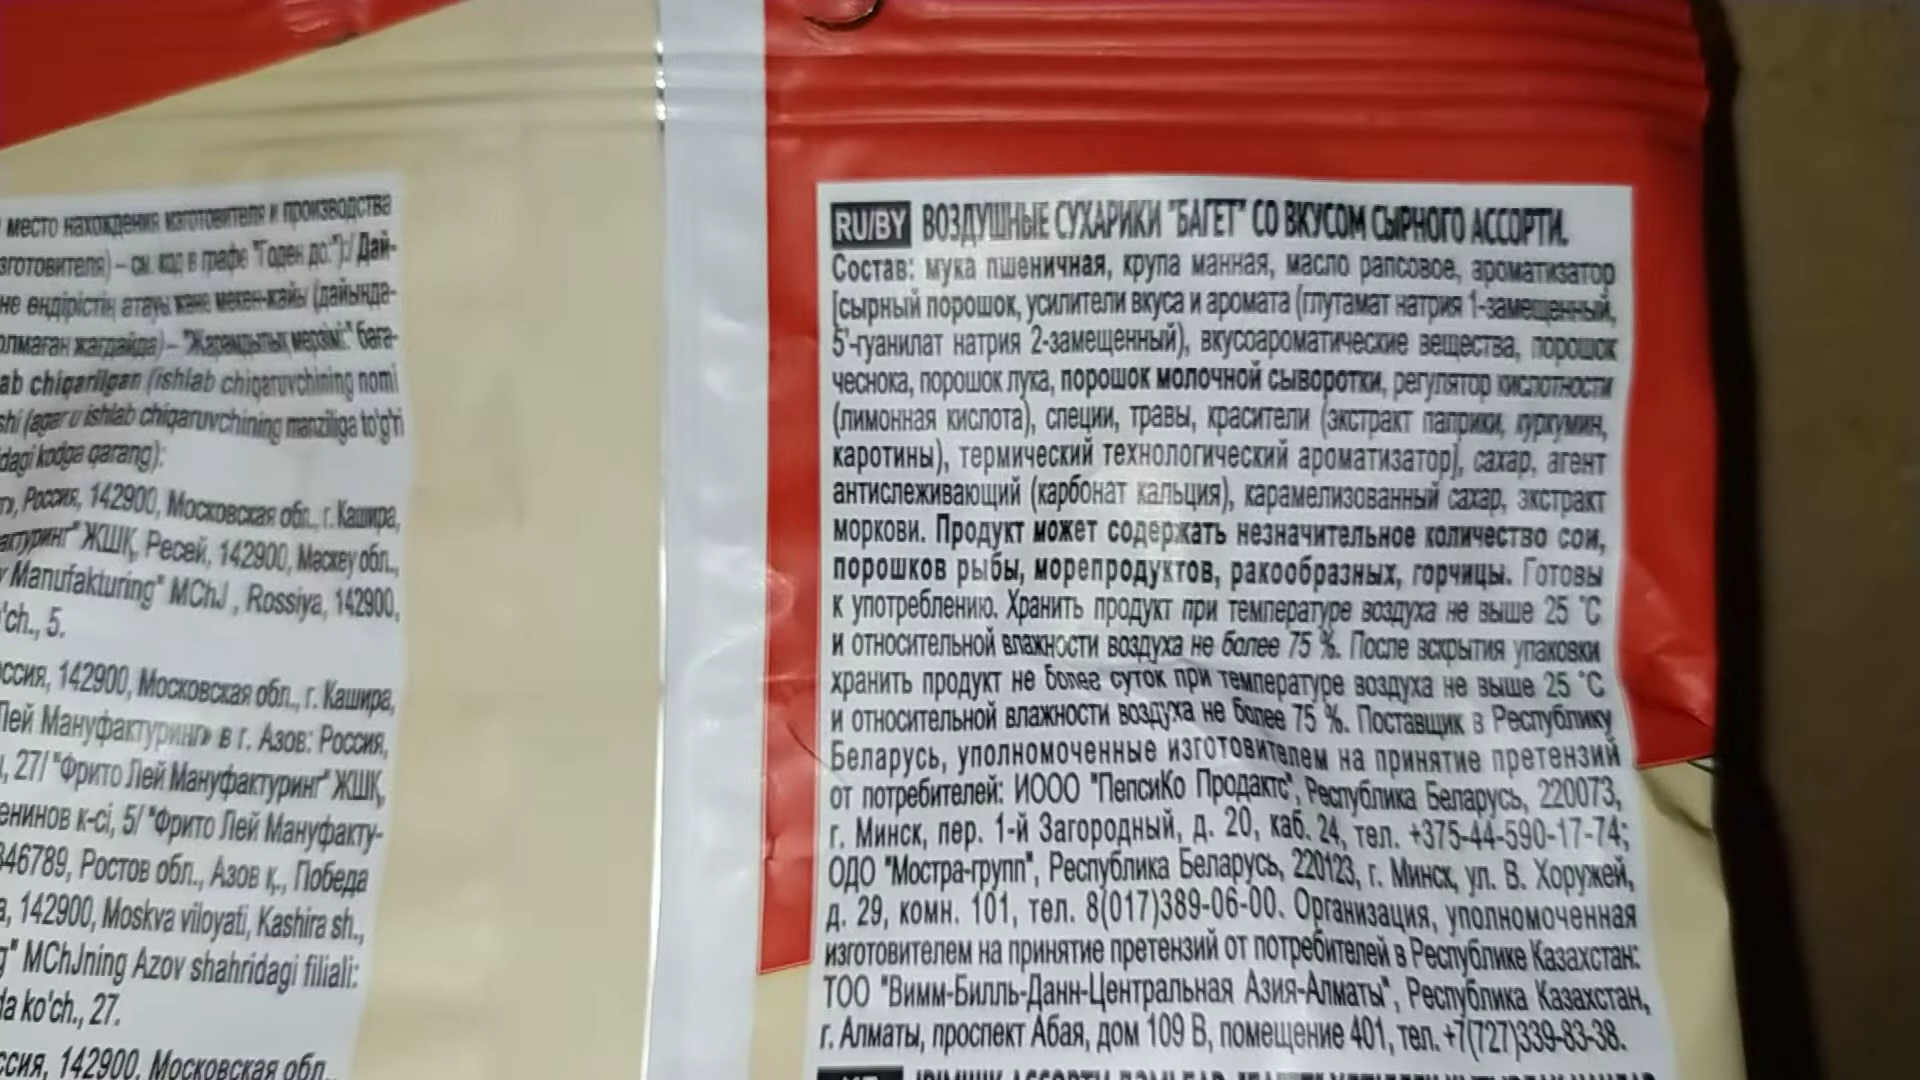 место нахождения изготовителя и производства
зготовителя) – см. код в графе "Годен до:"):/ Дай-
не өндірістің атауы және мекен-жайы (дайында-
олмаған жағдайда) – "Жарамдылық мерзімі:" баға-
ab chiqarilgan (ishlab chiqaruvchining nomi
shi (agar u ishlab chiqaruvchining manziliga to'g'ri
dagi kodga qarang):
Россия, 142900, Московская обл., г. Кашира,
актуринг" ЖШҚ, Ресей, 142900, Мәскеу обл.,
y Manufakturing" MChJ, Rossiya, 142900,
'ch., 5.
ссия, 142900, Московская обл., г. Кашира,
Лей Мануфактуринг» в г. Азов: Россия,
, 27/ "Фрито Лей Мануфактуринг" ЖШҚ,
енинов к-сі, 5/ "Фрито Лей Мануфакту-
346789, Ростов обл., Азов қ., Победа
a, 142900, Moskva viloyati, Kashira sh.,
g" MChJning Azov shahridagi filiali:
da ko'ch., 27.
ссия, 142900, Московская обл.,
RU/BY ВОЗДУШНЫЕ СУХАРИКИ "БАГЕТ" СО ВКУСОМ СЫРНОГО АССОРТИ.
Состав: мука пшеничная, крупа манная, масло рапсовое, ароматизатор
[сырный порошок, усилители вкуса и аромата (глутамат натрия 1-замещенный,
5'-гуанилат натрия 2-замещенный), вкусоароматические вещества, порошок
чеснока, порошок лука, порошок молочной сыворотки, регулятор кислотности
(лимонная кислота), специи, травы, красители (экстракт паприки, куркумин,
каротины), термический технологический ароматизатор], сахар, агент
антислеживающий (карбонат кальция), карамелизованный сахар, экстракт
моркови. Продукт может содержать незначительное количество сои,
порошков рыбы, морепродуктов, ракообразных, горчицы. Готовы
к употреблению. Хранить продукт при температуре воздуха не выше 25 °C
и относительной влажности воздуха не более 75 %. После вскрытия упаковки
хранить продукт не более суток при температуре воздуха не выше 25 °C
и относительной влажности воздуха не более 75 %. Поставщик в Республику
Беларусь, уполномоченные изготовителем на принятие претензий
от потребителей: ИООО "ПепсиКо Продактс", Республика Беларусь, 220073,
г. Минск, пер. 1-й Загородный, д. 20, каб. 24, тел. +375-44-590-17-74;
ОДО "Мостра-групп", Республика Беларусь, 220123, г. Минск, ул. В. Хоружей,
д. 29, комн. 101, тел. 8(017)389-06-00. Организация, уполномоченная
изготовителем на принятие претензий от потребителей в Республике Казахстан:
ТОО "Вимм-Билль-Данн-Центральная Азия-Алматы", Республика Казахстан,
г. Алматы, проспект Абая, дом 109 В, помещение 401, тел. +7(727)339-83-38.